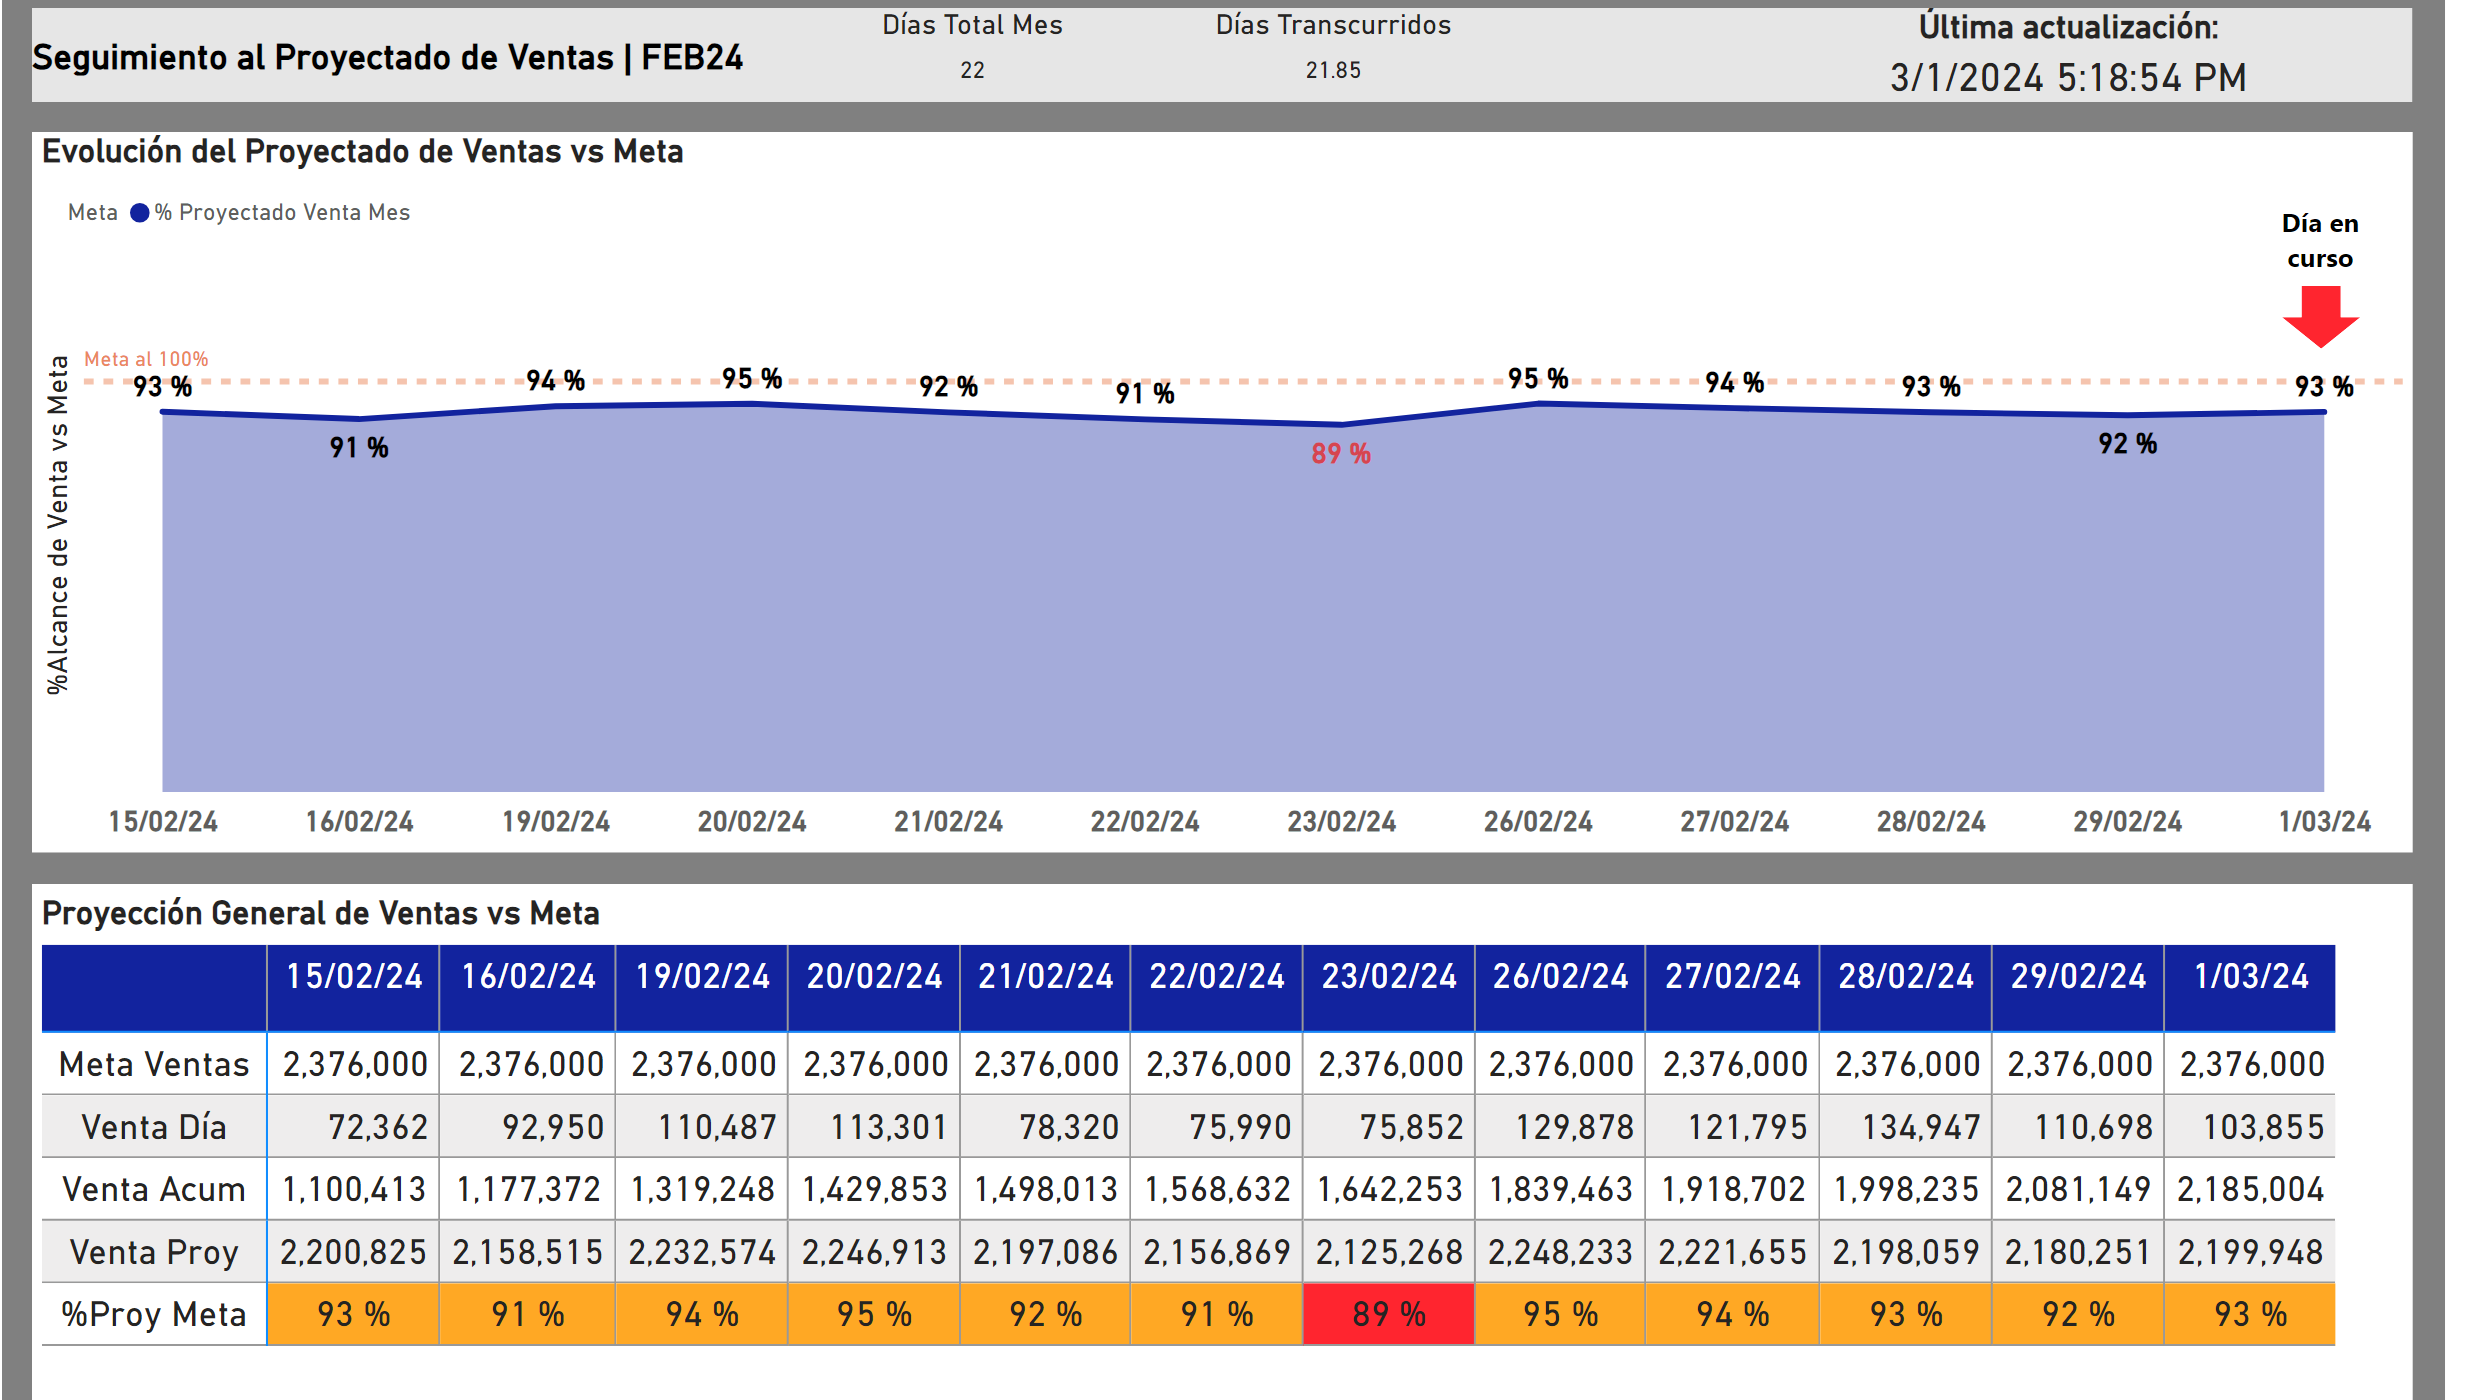 Seguimiento al Proyectado de Ventas | FEB24
Días Total Mes
22
Días Transcurridos
21.85
Última actualización:
3/1/2024 5:18:54 PM
Evolución del Proyectado de Ventas vs Meta
Meta % Proyectado Venta Mes
Día en
curso
%Alcance de Venta vs Meta
Meta al 100%
93 % 91 % 94 % 95 % 92 % 91 % 89 % 95 % 94 % 93 % 92 % 93 %
15/02/24 16/02/24 19/02/24 20/02/24 21/02/24 22/02/24 23/02/24 26/02/24 27/02/24 28/02/24 29/02/24 1/03/24
Proyección General de Ventas vs Meta
15/02/24 16/02/24 19/02/24 20/02/24 21/02/24 22/02/24 23/02/24 26/02/24 27/02/24 28/02/24 29/02/24 1/03/24
Meta Ventas 2,376,000 2,376,000 2,376,000 2,376,000 2,376,000 2,376,000 2,376,000 2,376,000 2,376,000 2,376,000 2,376,000 2,376,000
Venta Día 72,362 92,950 110,487 113,301 78,320 75,990 75,852 129,878 121,795 134,947 110,698 103,855
Venta Acum 1,100,413 1,177,372 1,319,248 1,429,853 1,498,013 1,568,632 1,642,253 1,839,463 1,918,702 1,998,235 2,081,149 2,185,004
Venta Proy 2,200,825 2,158,515 2,232,574 2,246,913 2,197,086 2,156,869 2,125,268 2,248,233 2,221,655 2,198,059 2,180,251 2,199,948
%Proy Meta 93 % 91 % 94 % 95 % 92 % 91 % 89 % 95 % 94 % 93 % 92 % 93 %